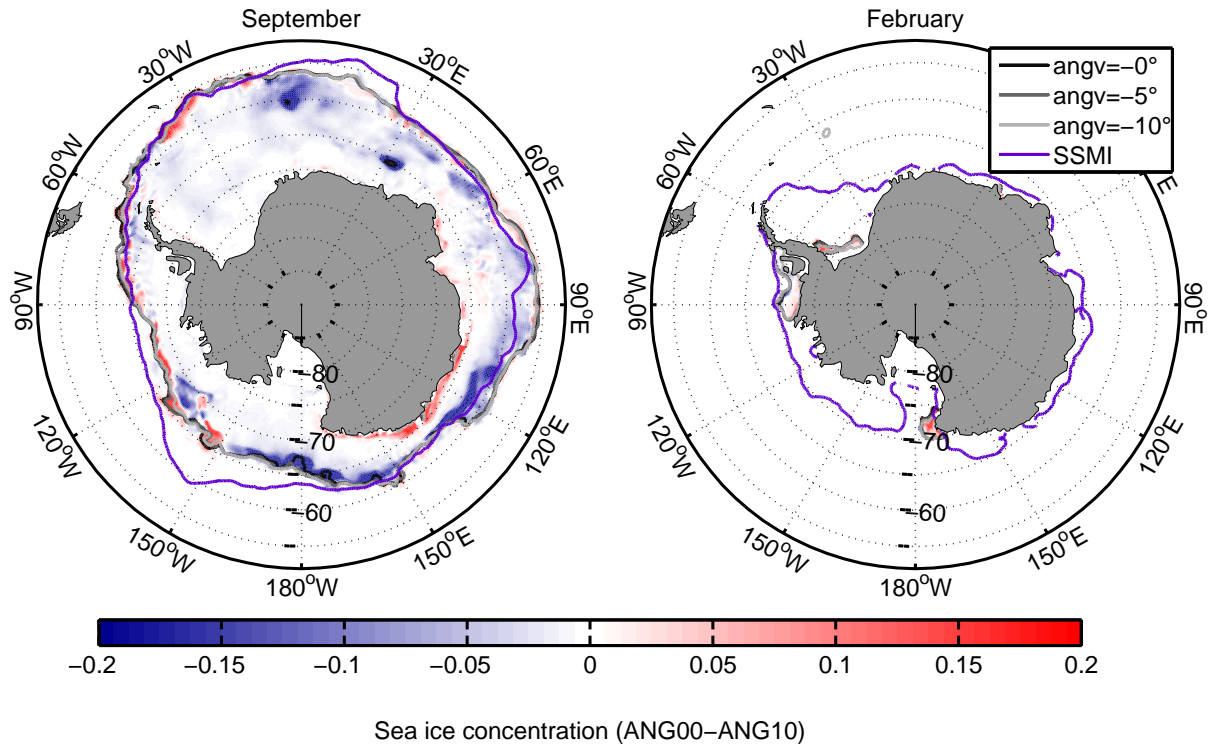 September
February
30°W
30°E
60°W
60°E
90°W
90°E
120°W
120°E
150°W
150°E
180°W
−80
−70
−60
30°W
60°W
E
90°W
90°E
120°W
120°E
150°W
150°E
180°W
−80
−70
−60
angv=−0°
angv=−5°
angv=−10°
SSMI
−0.2
−0.15
−0.1
−0.05
0
0.05
0.1
0.15
0.2
Sea ice concentration (ANG00−ANG10)